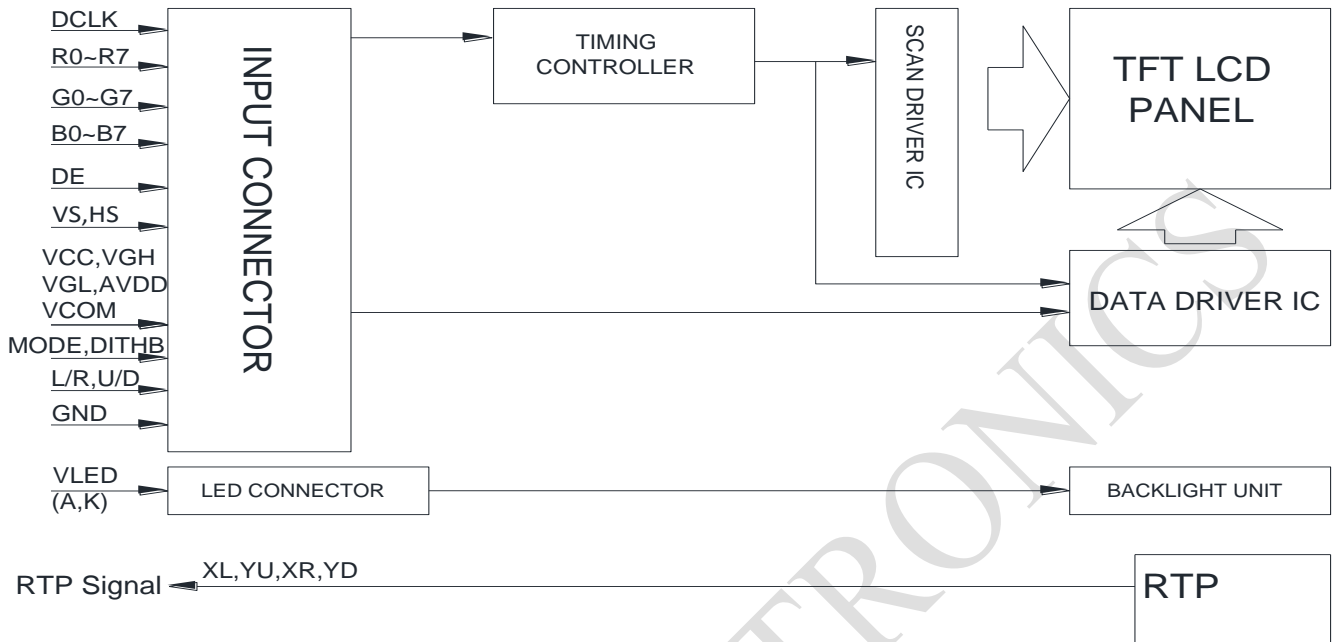 DCLK
R0~R7
G0~G7
B0~B7
DE
VS,HS
VCC,VGH
VGL,AVDD
VCOM
MODE,DITHB
L/R,U/D
GND
INPUT CONNECTOR
TIMING
CONTROLLER
SCAN DRIVER IC
TFT LCD
PANEL
DATA DRIVER IC
VLED
(A,K)
LED CONNECTOR
BACKLIGHT UNIT
RTP Signal
XL,YU,XR,YD
RTP
TRONICS